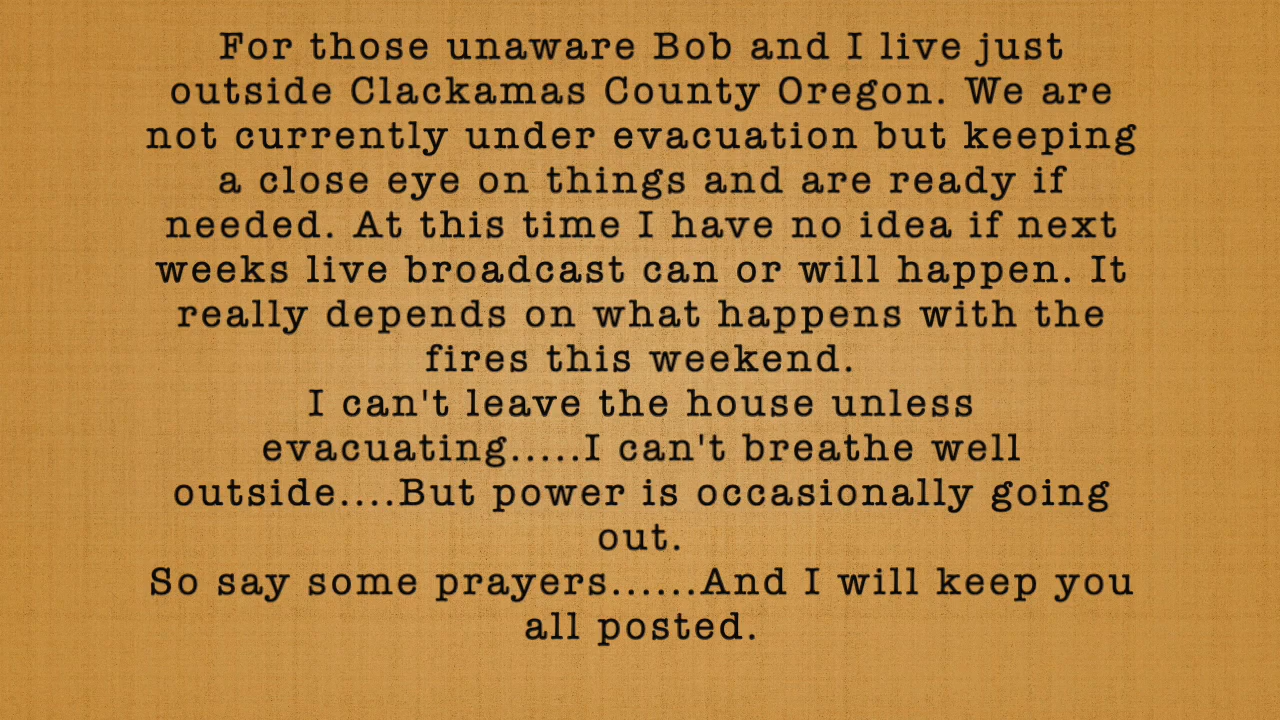 For those unaware Bob and I live just
outside Clackamas County Oregon. We are
not currently under evacuation but keeping
a close eye on things and are ready if
needed. At this time I have no idea if next
weeks live broadcast can or will happen. It
really depends on what happens with the
fires this weekend.
I can't leave the house unless
evacuating.....I can't breathe well
outside....But power is occasionally going
out.
So say some prayers......And I will keep you
all posted.